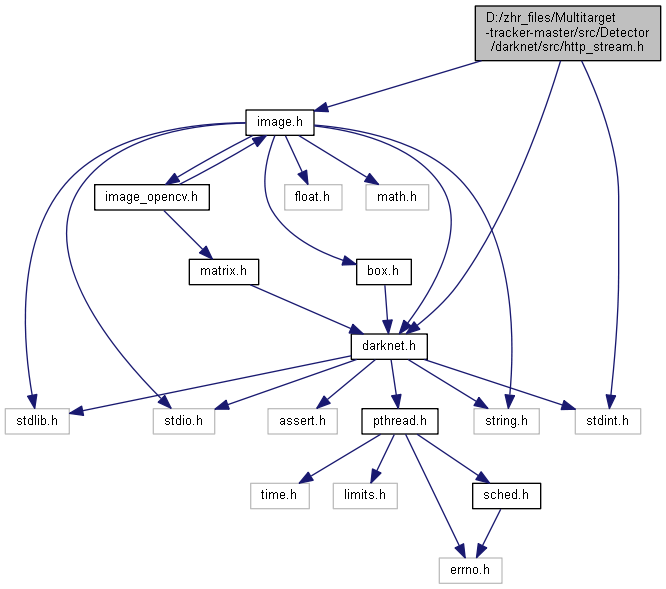 D:/zhr_files/Multitarget
-tracker-master/src/Detector
/darknet/src/http_stream.h
image.h
image_opencv.h
float.h
math.h
matrix.h
box.h
darknet.h
stdlib.h
stdio.h
assert.h
pthread.h
string.h
stdint.h
time.h
limits.h
sched.h
errno.h